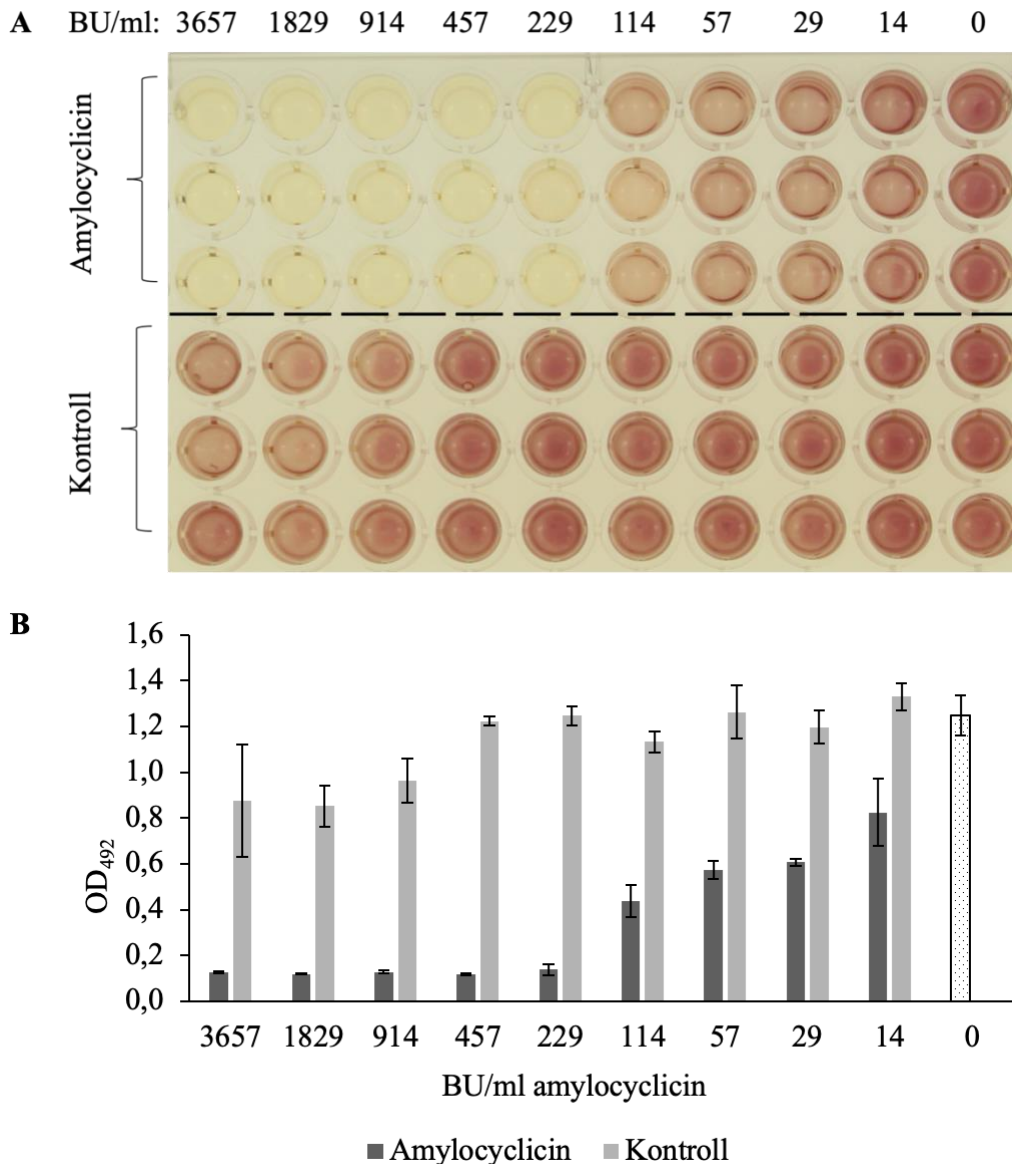 A BU/ml: 3657 1829 914 457 229 114 57 29 14 0
Amylocyclicin
Kontroll
B
1,6
1,4
1,2
1,0
0,8
0,6
0,4
0,2
0,0
OD492
3657 1829 914 457 229 114 57 29 14 0
BU/ml amylocyclicin
Amylocyclicin Kontroll